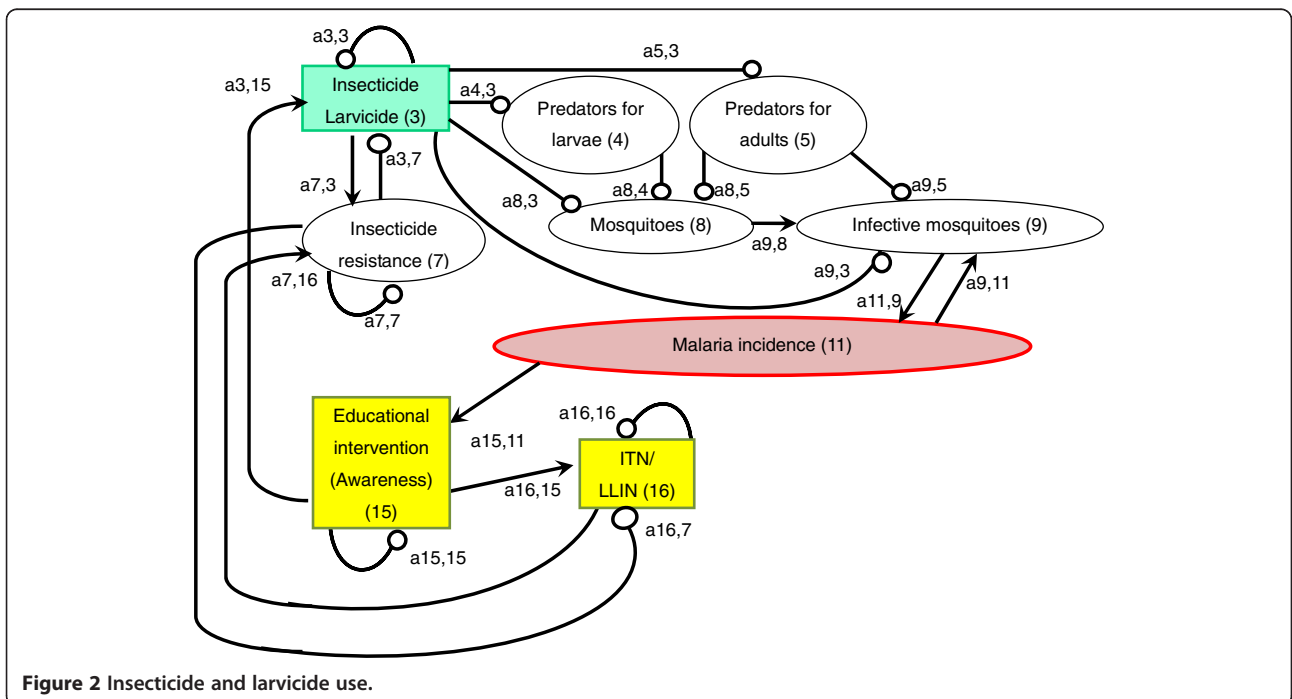 a3,3
a5,3
a3,15
Insecticide
Larvicide (3)
a4,3
Predators for
larvae (4)
Predators for
adults (5)
a3,7
a7,3
a8,3
a8,4
a8,5
a9,5
Insecticide
resistance (7)
Mosquitoes (8)
a9,8
Infective mosquitoes (9)
a7,16
a9,3
a9,11
a11,9
a7,7
Malaria incidence (11)
Educational
intervention
(Awareness)
(15)
a15,11
a16,16
ITN/
LLIN (16)
a16,15
a16,7
a15,15
Figure 2 Insecticide and larvicide use.